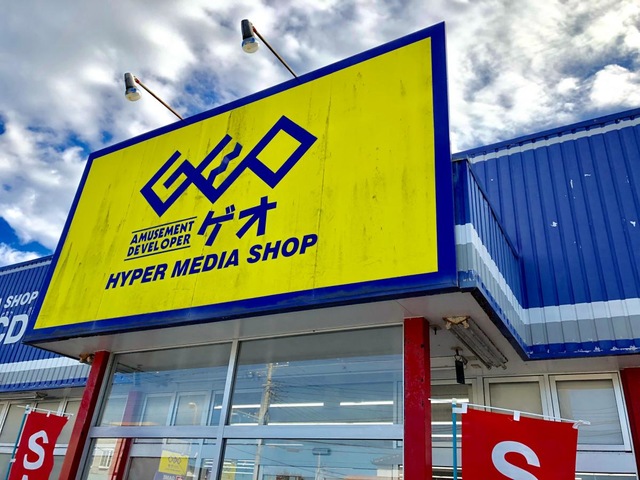 GEO
AMUSEMENT
DEVELOPER
ゲオ
HYPER MEDIA SHOP
SHOP
CD
S
S